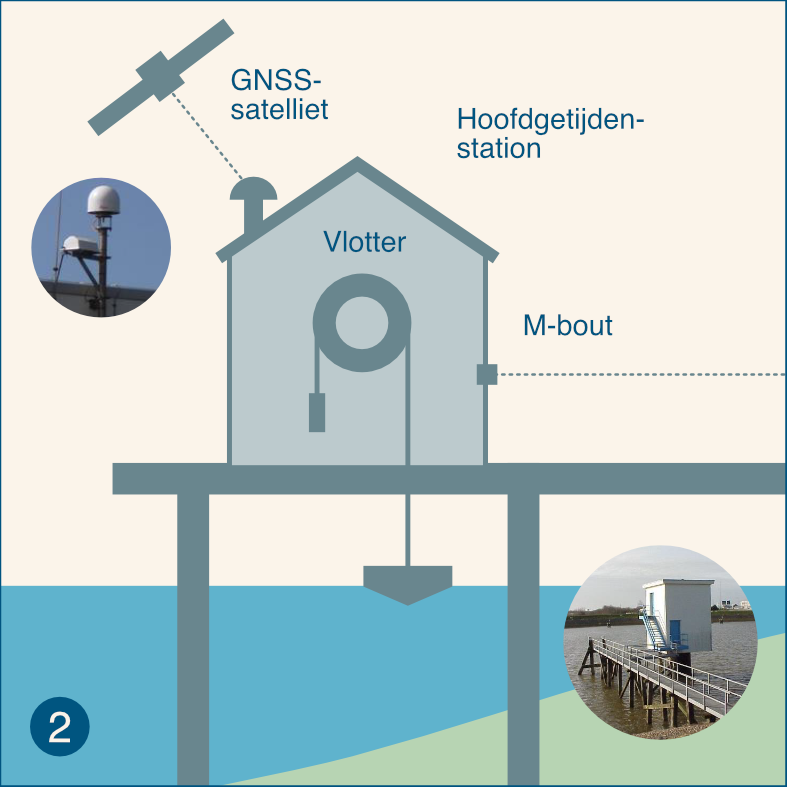 GNSS-
satelliet
Hoofdgetijden-
station
Vlotter
M-bout
2